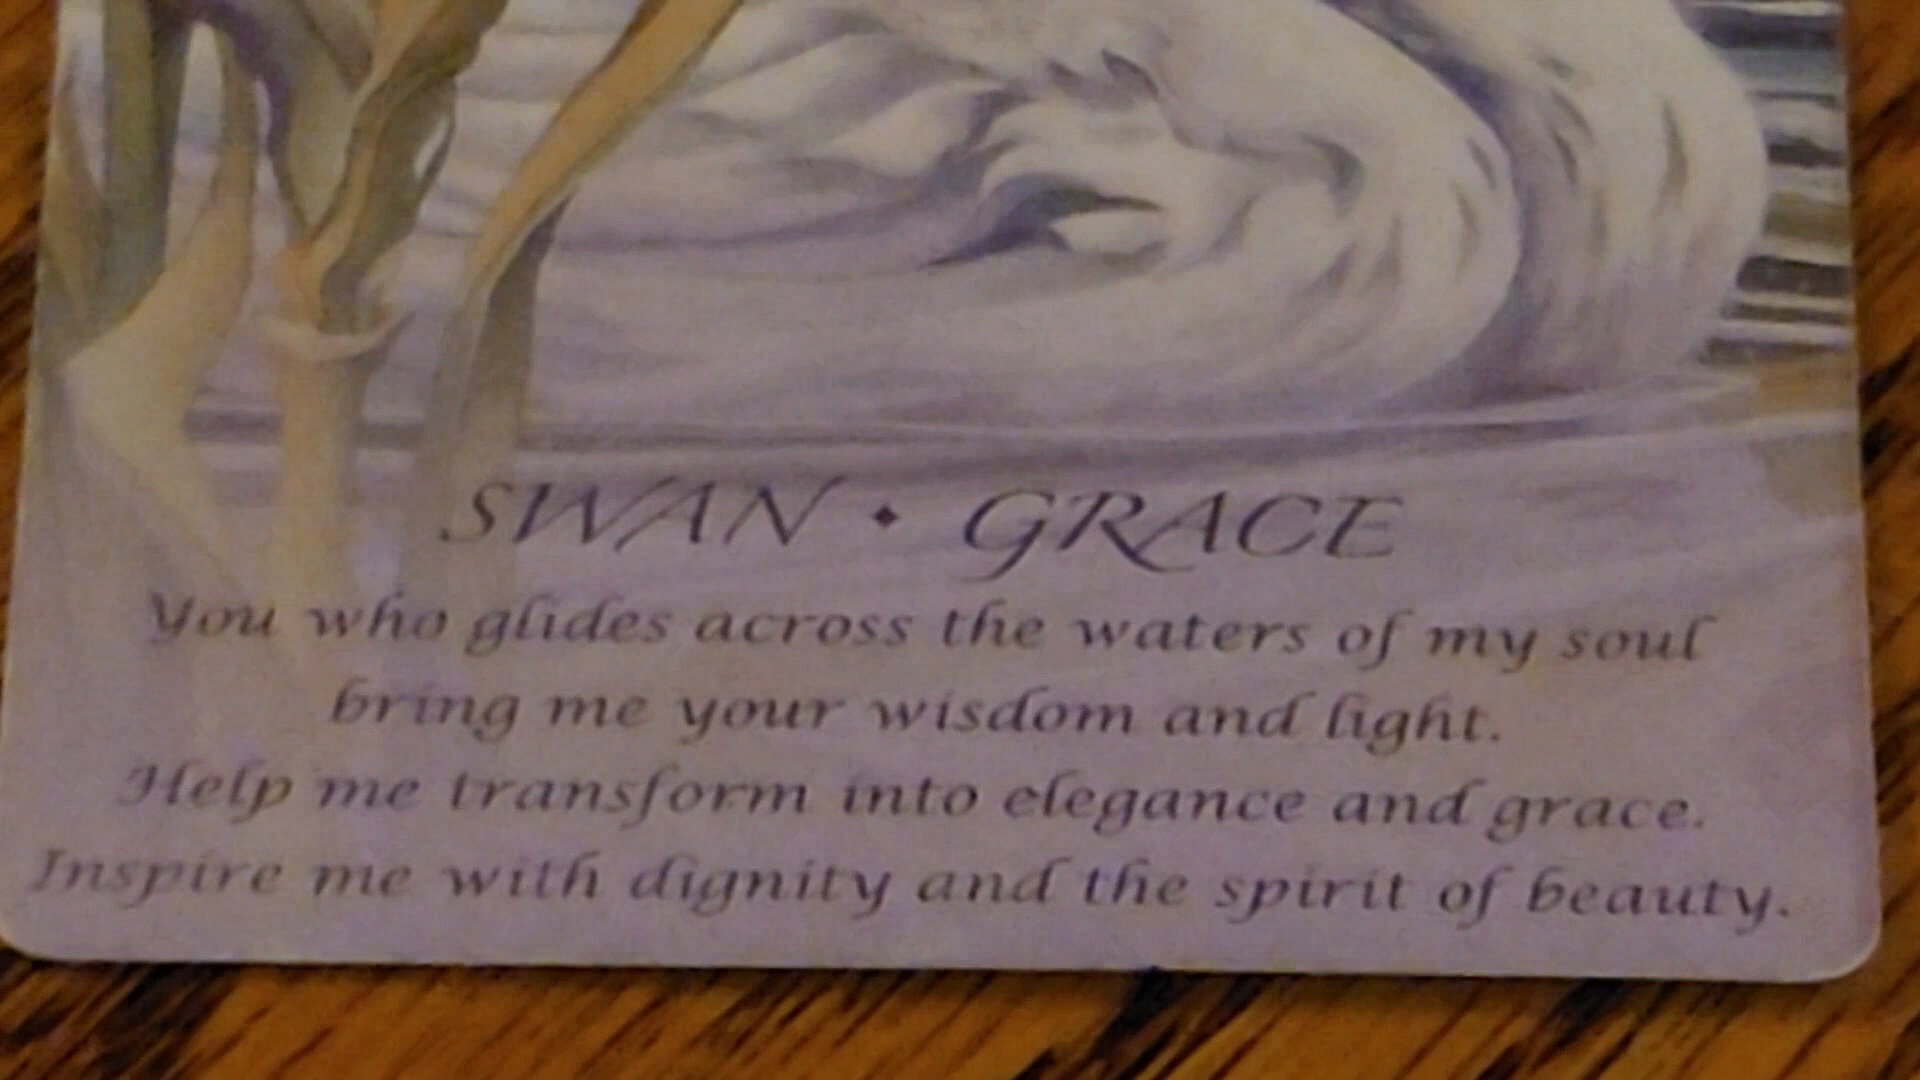 SWAN • GRACE
You who glides across the waters of my soul
bring me your wisdom and light.
Help me transform into elegance and grace.
Inspire me with dignity and the spirit of beauty.